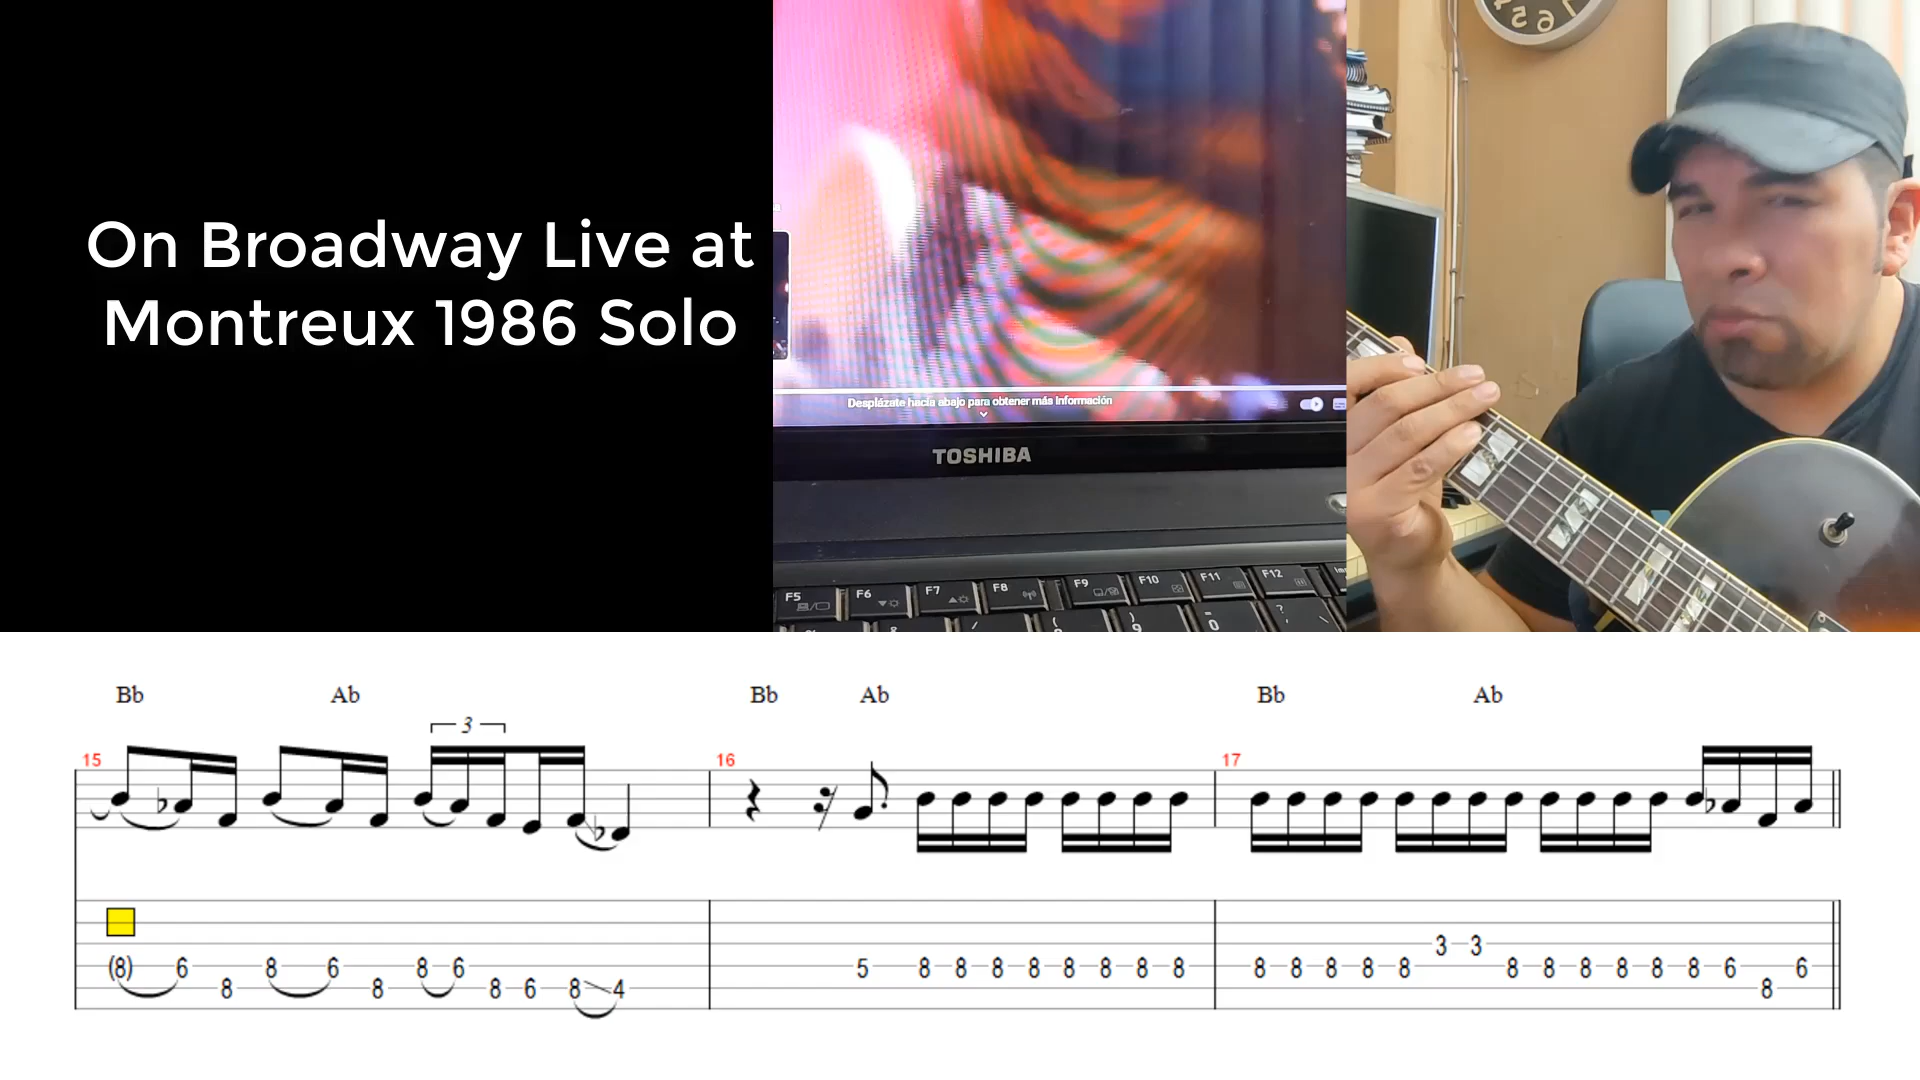 On Broadway Live at
Montreux 1986 Solo
Desplázate hacia abajo para obtener más información
TOSHIBA
F5 F6 F7 F8 F9 F10 F11 F12
0
6 5
Bb Ab Bb Ab Bb Ab
3
15 16 17
3 3
(8) 6 8 6 8 6 5 8 8 8 8 8 8 8 8 8 8 8 8 8 8 8 8 8 8 8 6 6
8 8 8 6 8 4 8